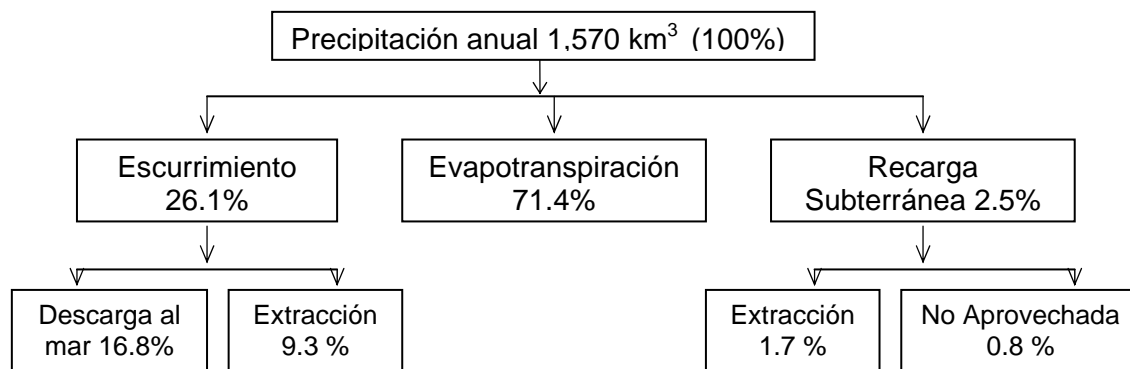 Precipitación anual 1,570 km³ (100%)
Escurrimiento
26.1%
Evapotranspiración
71.4%
Recarga
Subterránea 2.5%
Descarga al
mar 16.8%
Extracción
9.3 %
Extracción
1.7 %
No Aprovechada
0.8 %